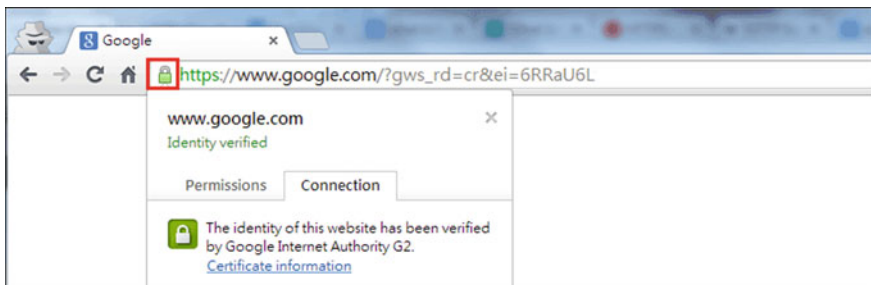 Google
https://www.google.com/?gws_rd=cr&ei=6RRaU6L
www.google.com
Identity verified
Permissions Connection
The identity of this website has been verified
by Google Internet Authority G2.
Certificate information